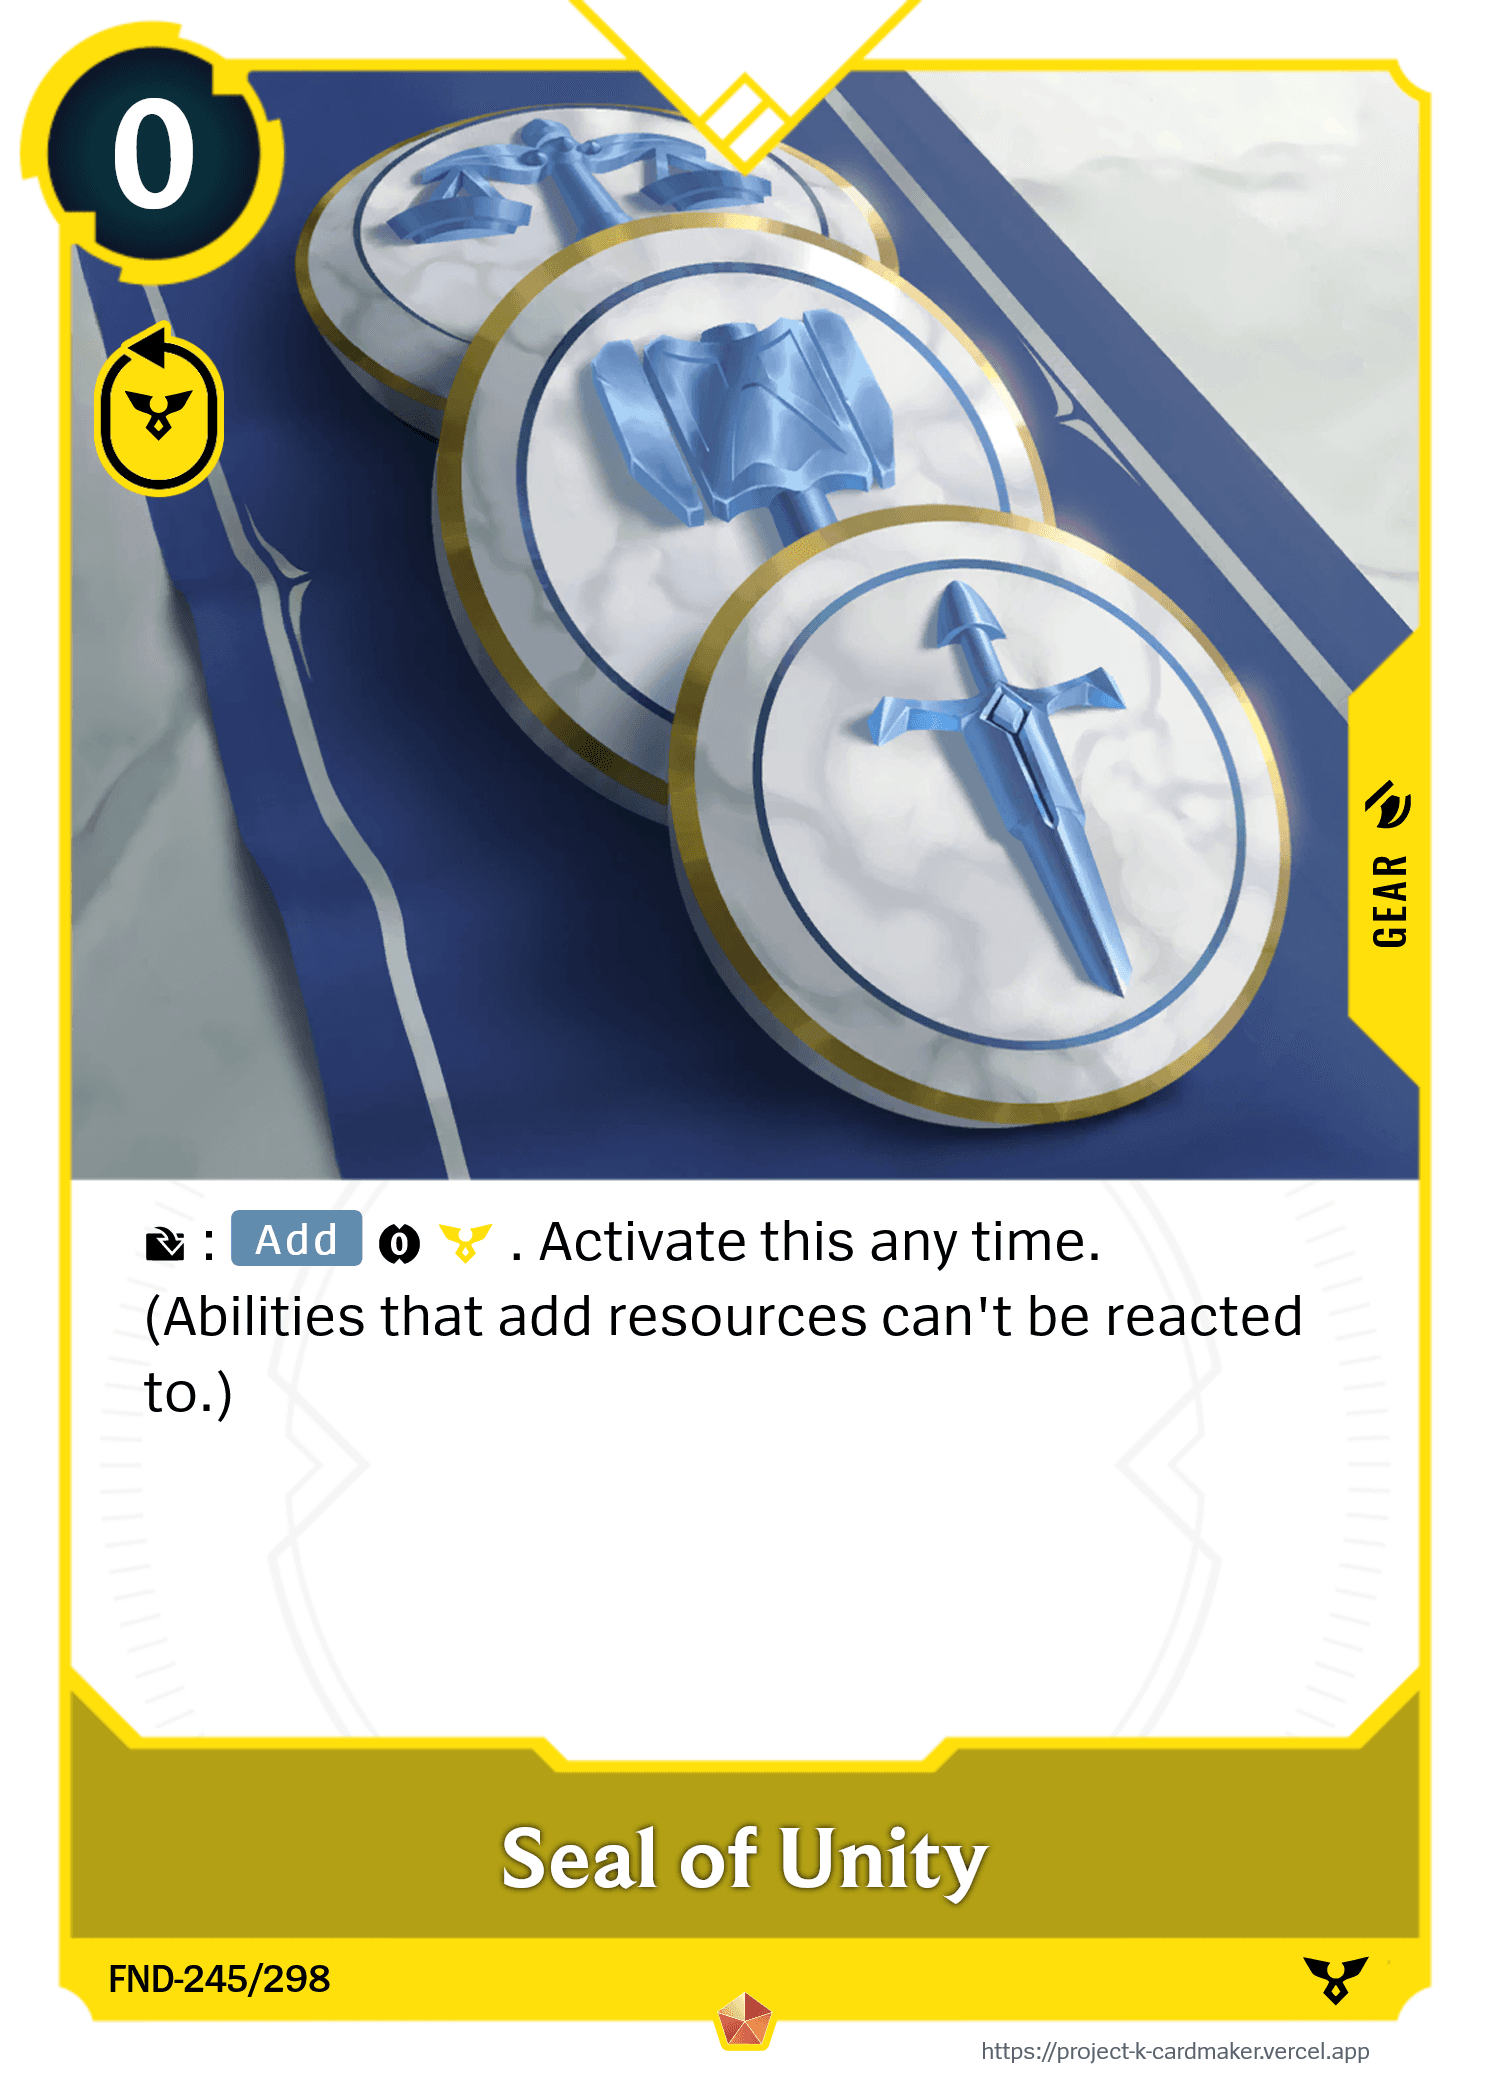 0
GEAR
: Add 0 . Activate this any time.
(Abilities that add resources can't be reacted
to.)
Seal of Unity
FND-245/298
https://project-k-cardmaker.vercel.app